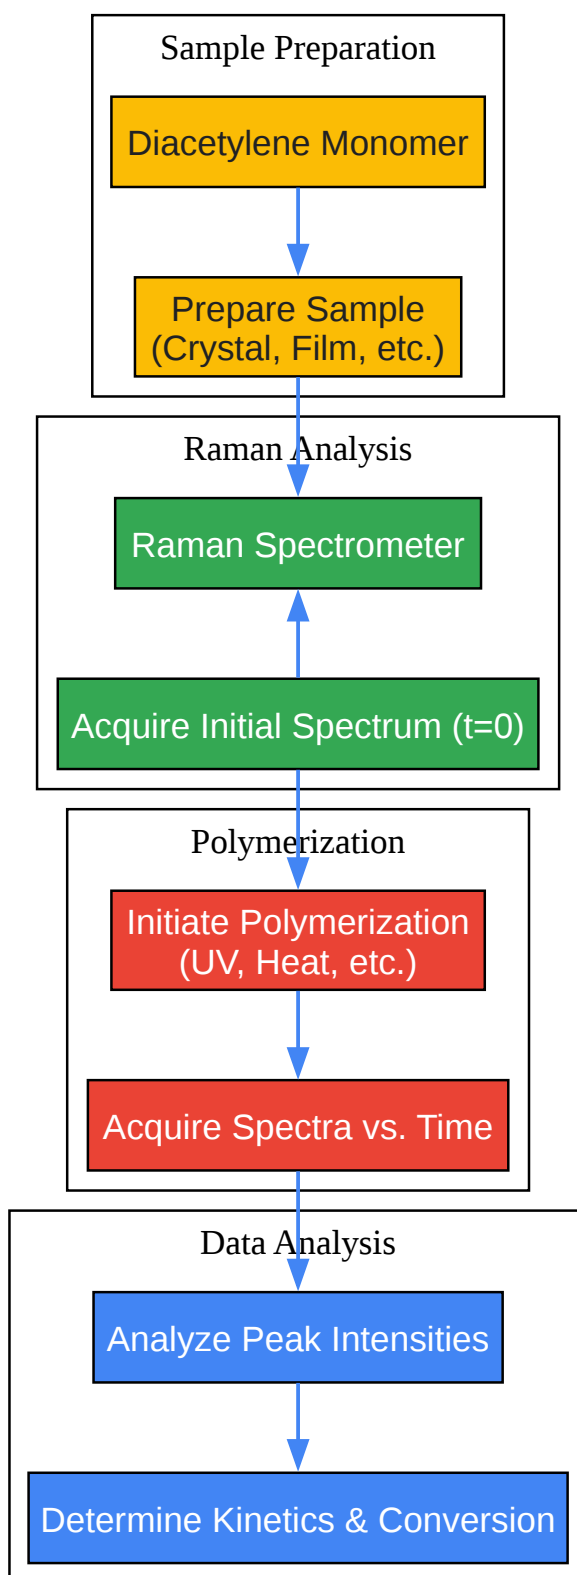 Sample Preparation
Diacetylene Monomer
Prepare Sample
(Crystal, Film, etc.)
Raman Analysis
Raman Spectrometer
Acquire Initial Spectrum (t=0)
Polymerization
Initiate Polymerization
(UV, Heat, etc.)
Acquire Spectra vs. Time
Data Analysis
Analyze Peak Intensities
Determine Kinetics & Conversion